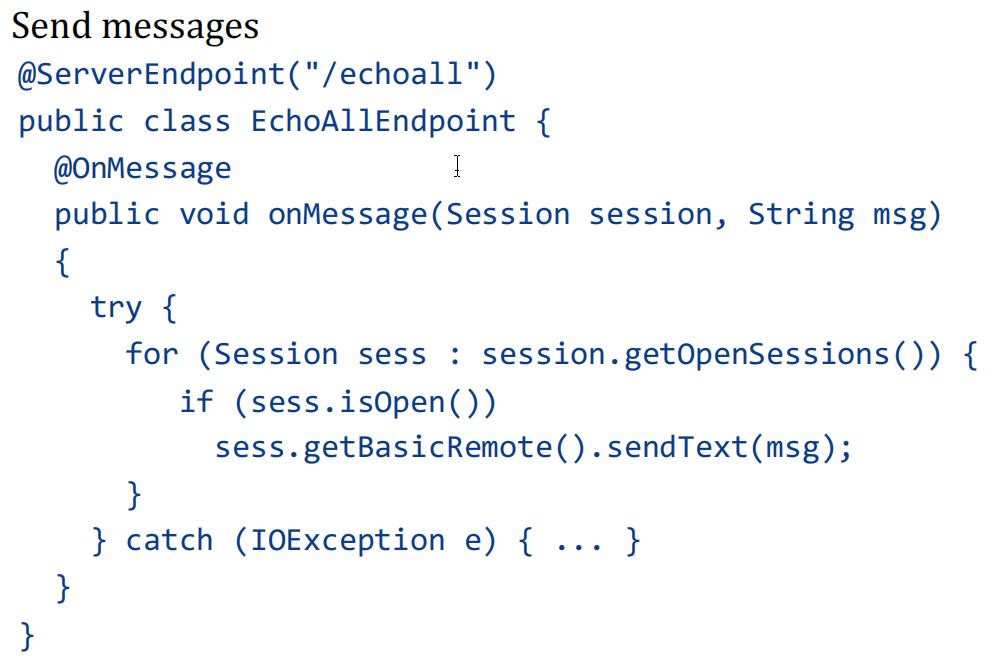 Send messages
@ServerEndpoint("/echoall")
public class EchoAllEndpoint {
@OnMessage
public void onMessage(Session session, String msg)
{
try {
for (Session sess : session.getOpenSessions()) {
if (sess.isOpen())
sess.getBasicRemote().sendText(msg);
}
} catch (IOException e) { ... }
}
}